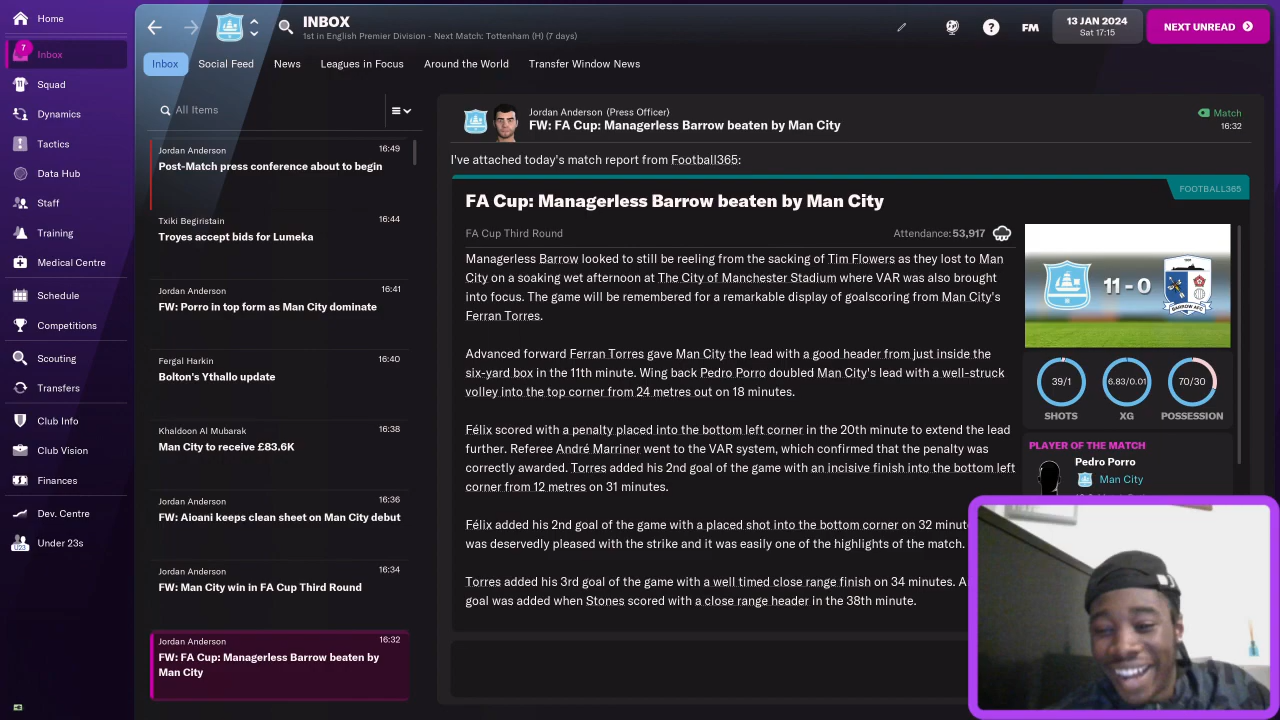 Home
7
Inbox
Squad
Dynamics
Tactics
Data Hub
Staff
Training
Medical Centre
Schedule
Competitions
Scouting
Transfers
Club Info
Club Vision
Finances
Dev. Centre
U23
Under 23s
INBOX
1st in English Premier Division - Next Match: Tottenham (H) (7 days)
FM
13 JAN 2024
Sat 17:15
NEXT UNREAD
Inbox
Social Feed
News
Leagues in Focus
Around the World
Transfer Window News
All Items
Jordan Anderson 16:49
Post-Match press conference about to begin
Txiki Begiristain 16:44
Troyes accept bids for Lumeka
Jordan Anderson 16:41
FW: Porro in top form as Man City dominate
Fergal Harkin 16:40
Bolton's Ythallo update
Khaldoon Al Mubarak 16:38
Man City to receive £83.6K
Jordan Anderson 16:36
FW: Aioani keeps clean sheet on Man City debut
Jordan Anderson 16:34
FW: Man City win in FA Cup Third Round
Jordan Anderson 16:32
FW: FA Cup: Managerless Barrow beaten by
Man City
Jordan Anderson (Press Officer)
FW: FA Cup: Managerless Barrow beaten by Man City
Match
16:32
I've attached today's match report from Football365:
FOOTBALL365
FA Cup: Managerless Barrow beaten by Man City
FA Cup Third Round
Attendance: 53,917
Managerless Barrow looked to still be reeling from the sacking of Tim Flowers as they lost to Man
City on a soaking wet afternoon at The City of Manchester Stadium where VAR was also brought
into focus. The game will be remembered for a remarkable display of goalscoring from Man City's
Ferran Torres.
Advanced forward Ferran Torres gave Man City the lead with a good header from just inside the
six-yard box in the 11th minute. Wing back Pedro Porro doubled Man City's lead with a well-struck
volley into the top corner from 24 metres out on 18 minutes.
Félix scored with a penalty placed into the bottom left corner in the 20th minute to extend the lead
further. Referee André Marriner went to the VAR system, which confirmed that the penalty was
correctly awarded. Torres added his 2nd goal of the game with an incisive finish into the bottom left
corner from 12 metres on 31 minutes.
Félix added his 2nd goal of the game with a placed shot into the bottom corner on 32 minute
was deservedly pleased with the strike and it was easily one of the highlights of the match.
Torres added his 3rd goal of the game with a well timed close range finish on 34 minutes. A
goal was added when Stones scored with a close range header in the 38th minute.
11 - 0
BARROW AFC
39/1
6.83/0.01
70/30
SHOTS
XG
POSSESSION
PLAYER OF THE MATCH
Pedro Porro
Man City